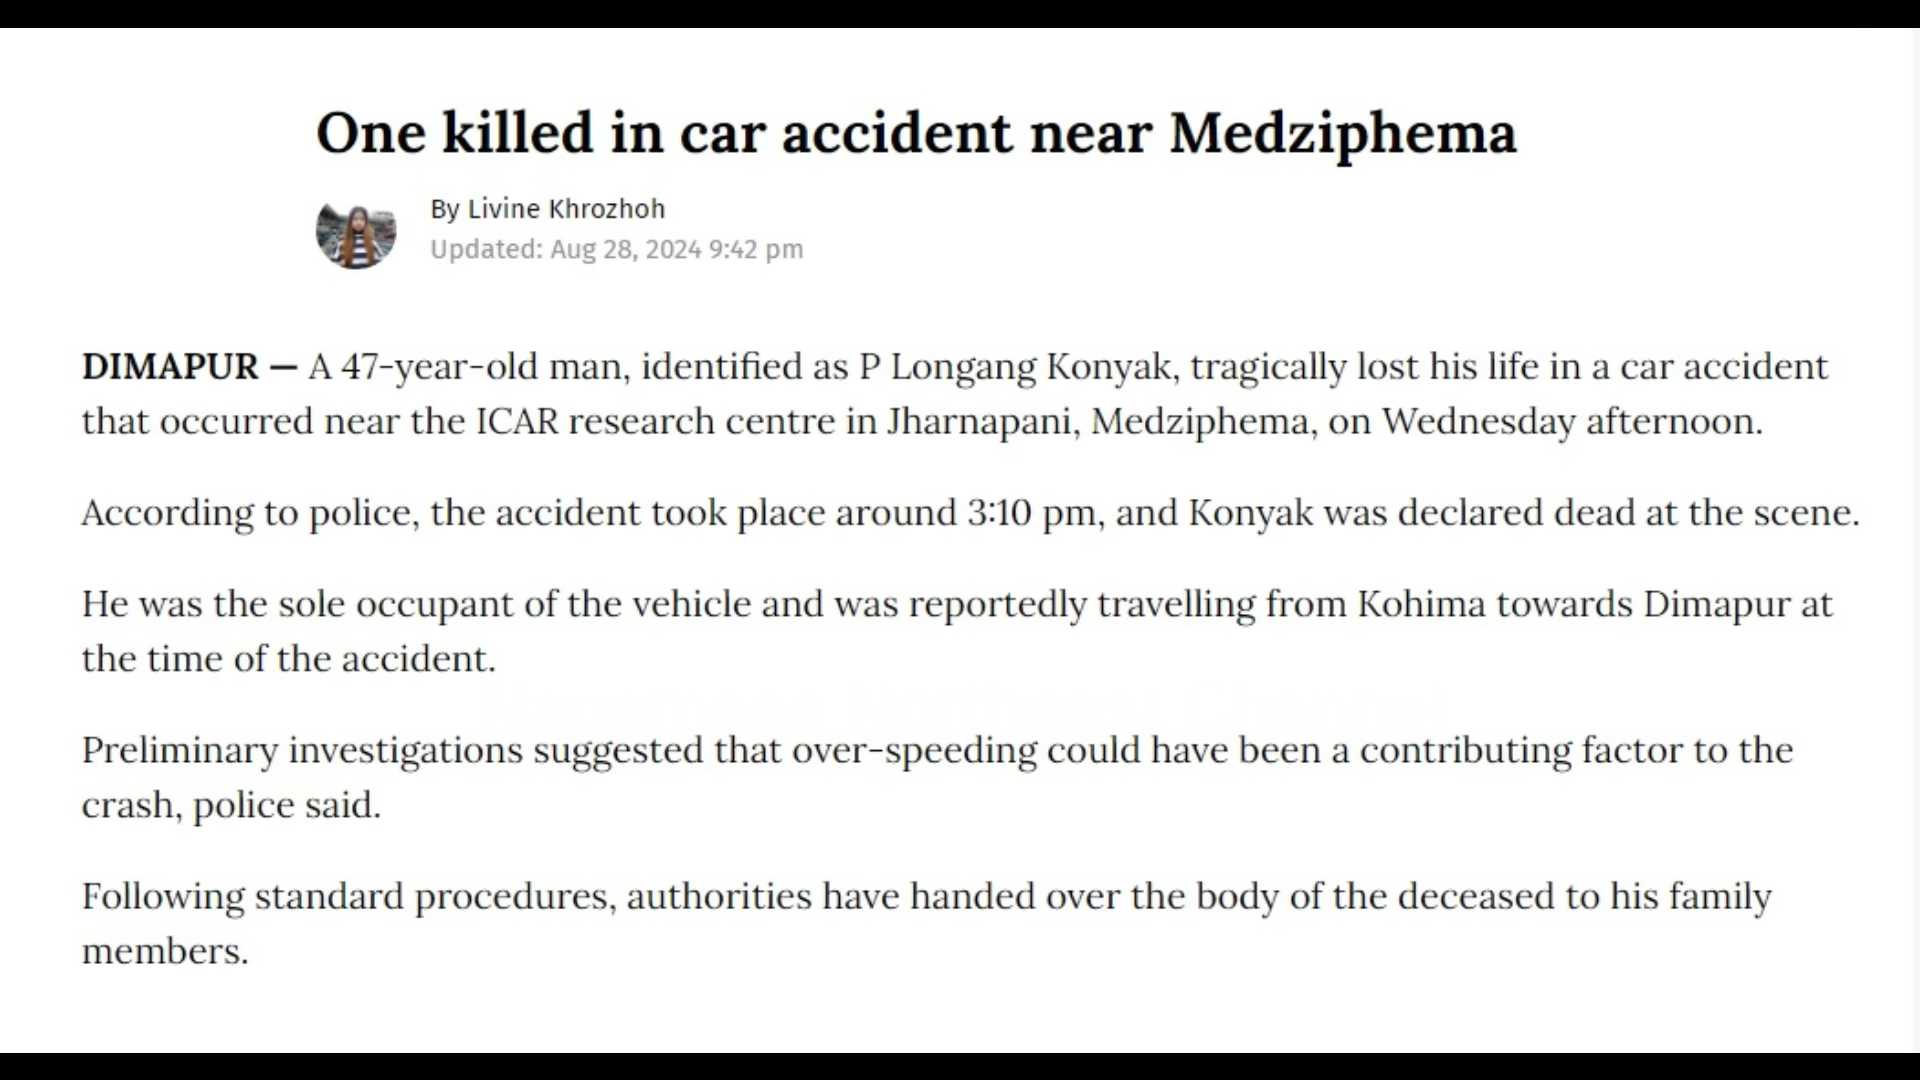 One killed in car accident near Medziphema
By Livine Khrozhoh
Updated: Aug 28, 2024 9:42 pm
DIMAPUR — A 47-year-old man, identified as P Longang Konyak, tragically lost his life in a car accident
that occurred near the ICAR research centre in Jharnapani, Medziphema, on Wednesday afternoon.
According to police, the accident took place around 3:10 pm, and Konyak was declared dead at the scene.
He was the sole occupant of the vehicle and was reportedly travelling from Kohima towards Dimapur at
the time of the accident.
Nagamese Northeast Channel
Preliminary investigations suggested that over-speeding could have been a contributing factor to the
crash, police said.
Following standard procedures, authorities have handed over the body of the deceased to his family
members.